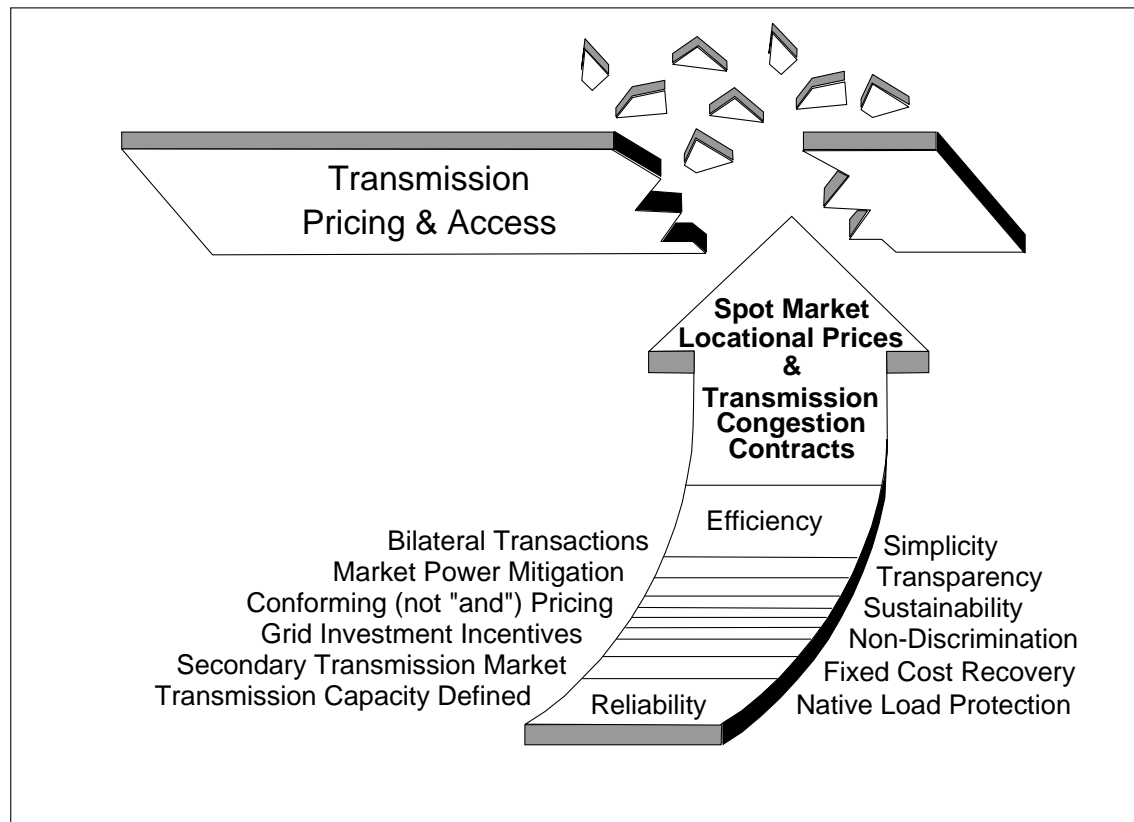 Transmission
Pricing & Access
Spot Market
Locational Prices
&
Transmission
Congestion
Contracts
Efficiency
Bilateral Transactions
Market Power Mitigation
Conforming (not "and") Pricing
Grid Investment Incentives
Secondary Transmission Market
Transmission Capacity Defined
Simplicity
Transparency
Sustainability
Non-Discrimination
Fixed Cost Recovery
Native Load Protection
Reliability